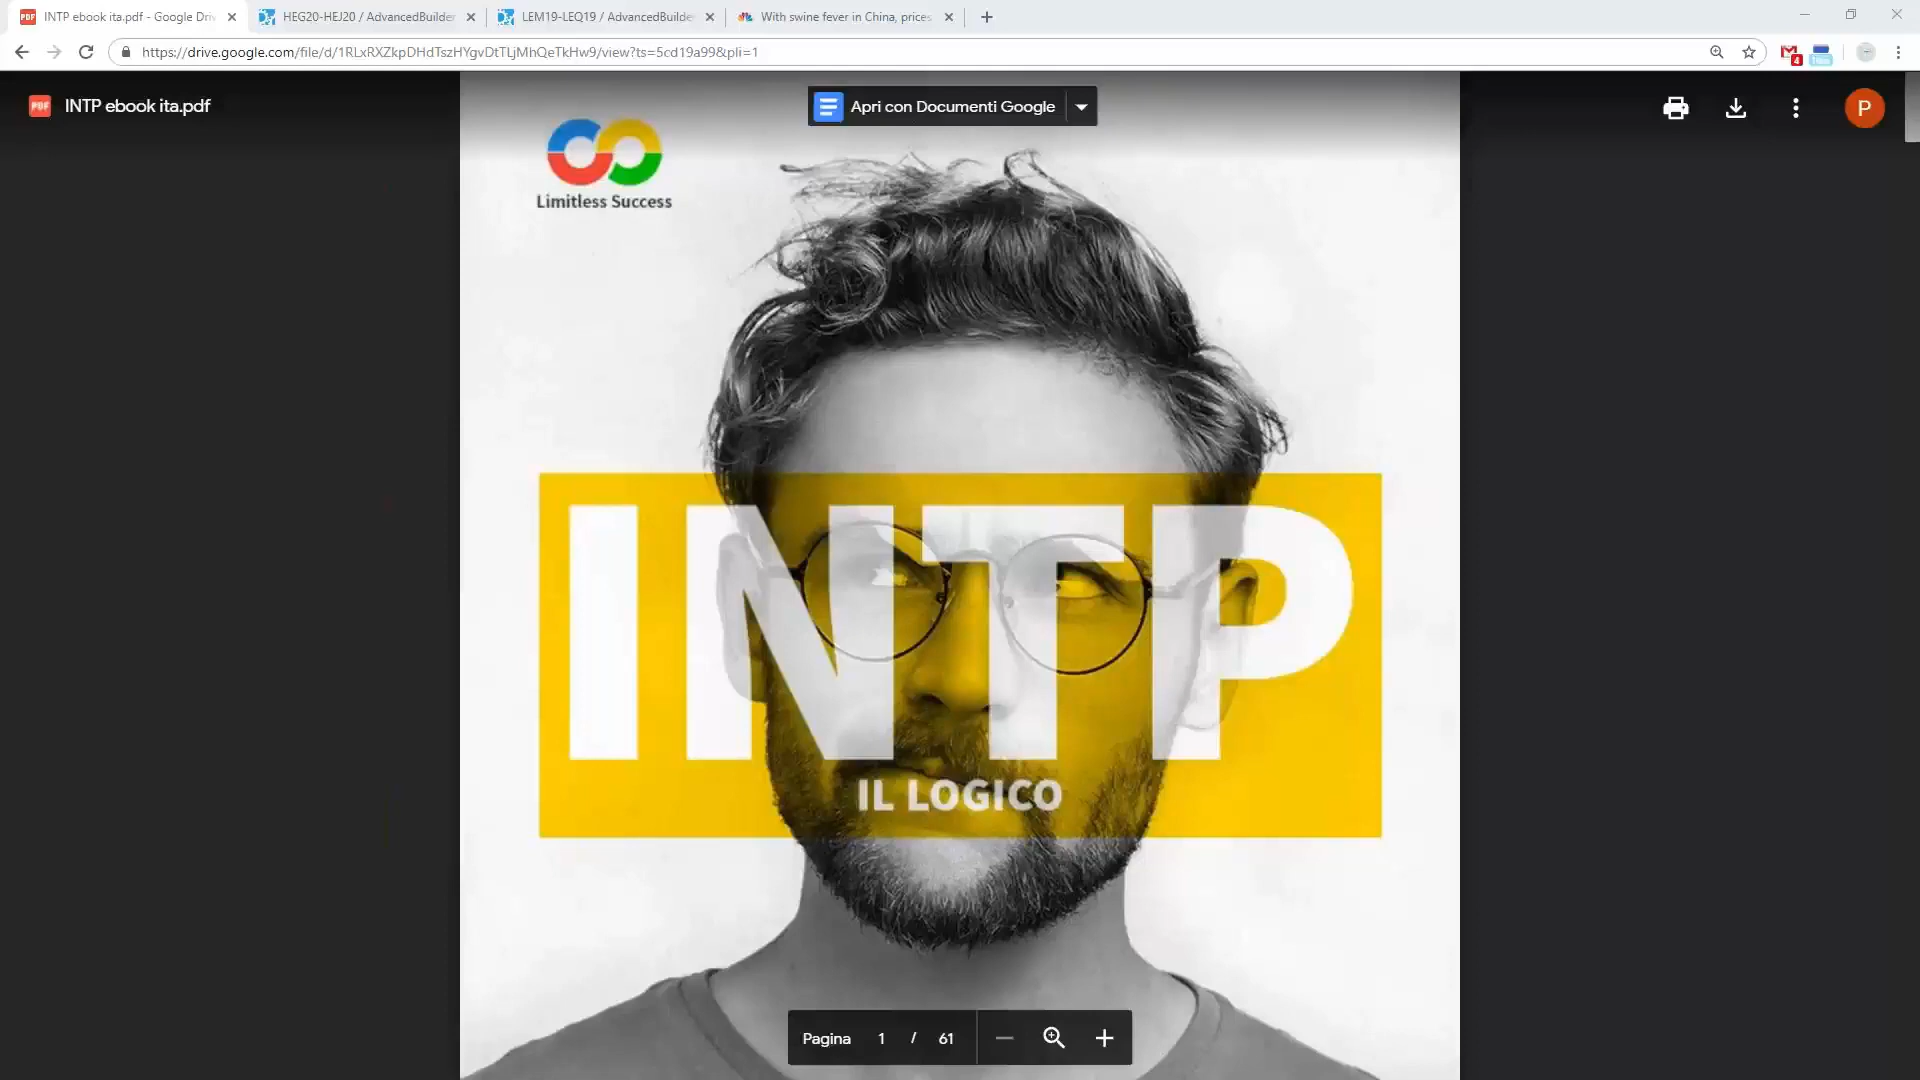 INTP ebook ita.pdf - Google Dri
HEG20-HEJ20 / AdvancedBuilder
LEM19-LEQ19 / AdvancedBuilde
With swine fever in China, prices
https://drive.google.com/file/d/1RLxRXZkpDHdTszHYgvDtTLjMhQeTkHw9/view?ts=5cd19a99&pli=1
4
PDF
INTP ebook ita.pdf
Apri con Documenti Google
P
Limitless Success
INTP
IL LOGICO
Pagina 1 / 61